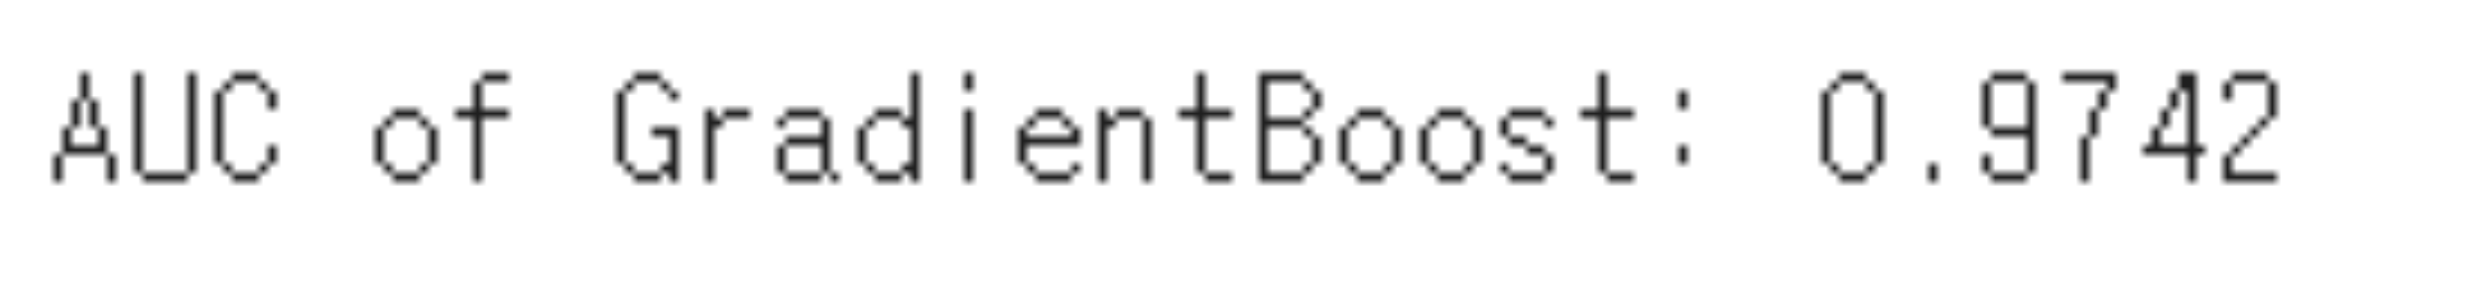 AUC of GradientBoost: 0.9742